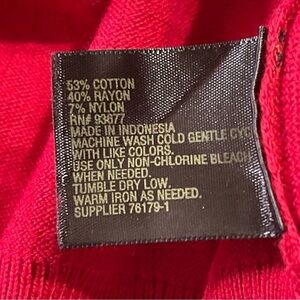 53% COTTON
40% RAYON
7% NYLON
RN# 93677
MADE IN INDONESIA
MACHINE WASH COLD GENTLE CYC
WITH LIKE COLORS.
USE ONLY NON-CHLORINE BLEACH
WHEN NEEDED.
TUMBLE DRY LOW.
WARM IRON AS NEEDED.
SUPPLIER 76179-1